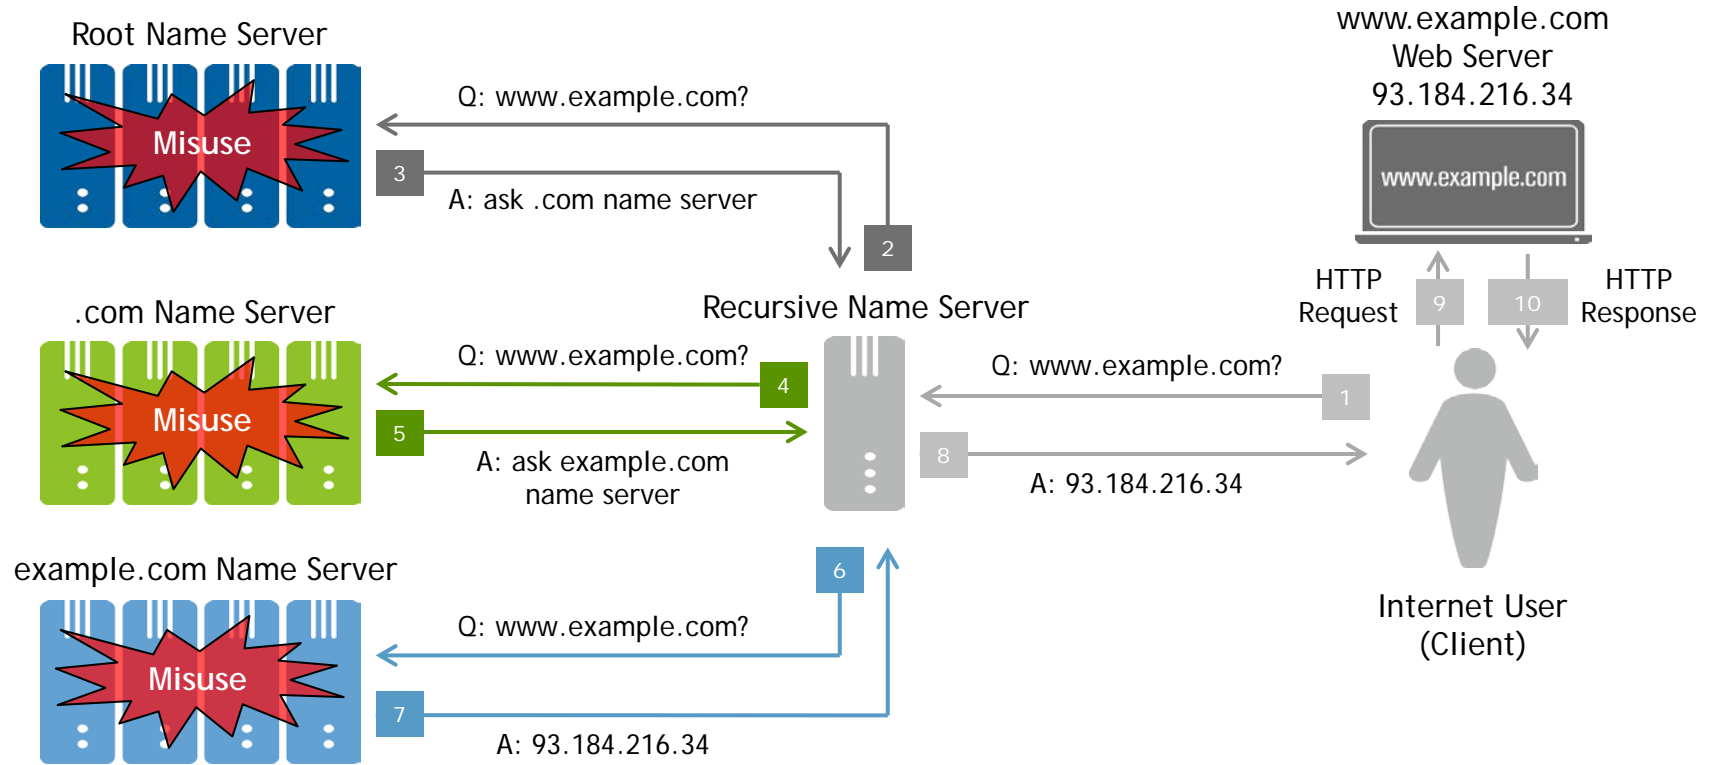 Root Name Server
Misuse
Q: www.example.com?
3
A: ask .com name server
2
.com Name Server
Misuse
Q: www.example.com?
4
5
A: ask example.com
name server
example.com Name Server
Misuse
6
Q: www.example.com?
7
A: 93.184.216.34
Recursive Name Server
Q: www.example.com?
1
8
A: 93.184.216.34
www.example.com
Web Server
93.184.216.34
www.example.com
HTTP
Request
9
10
HTTP
Response
Internet User
(Client)